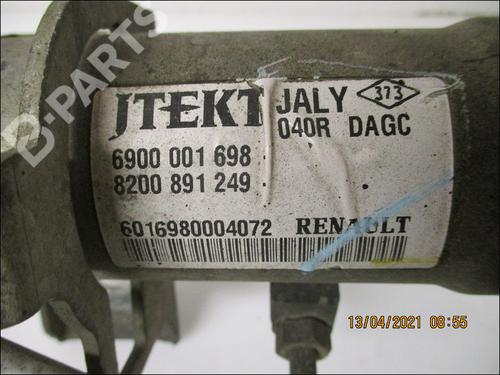 B-PARTS
JTEKT JALY 373
040R DAGC
6900 001 698
8200 891 249
6016980004072 RENAULT
13/04/2021 08:55